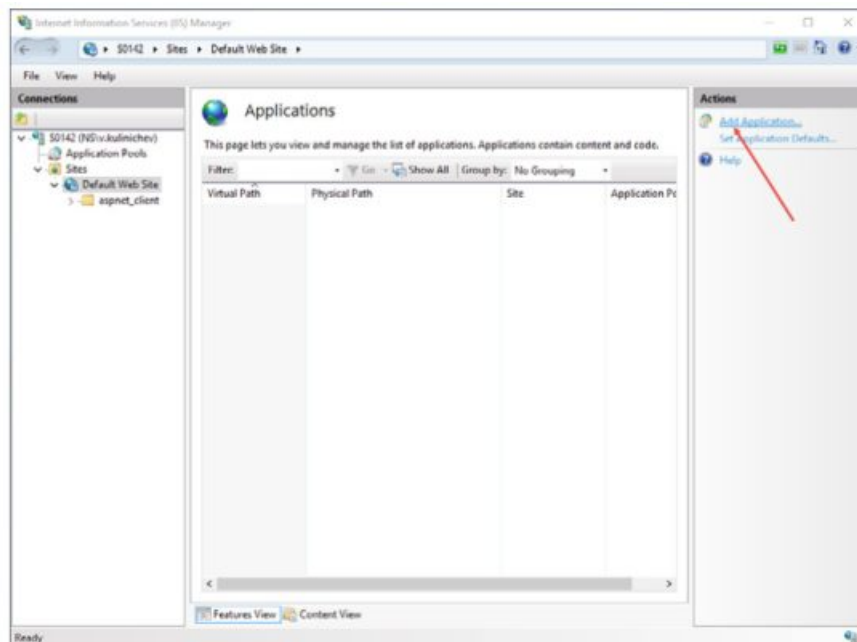 Internet Information Services (IIS) Manager
S0142 Sites Default Web Site
File View Help
Connections
S0142 (NS\v.kulinichev)
Application Pools
Sites
Default Web Site
aspnet_client
Applications
This page lets you view and manage the list of applications. Applications contain content and code.
Filter: Go Show All Group by: No Grouping
Virtual Path Physical Path Site Application Po
Features View Content View
Actions
Add Application...
Set Application Defaults...
Help
Ready